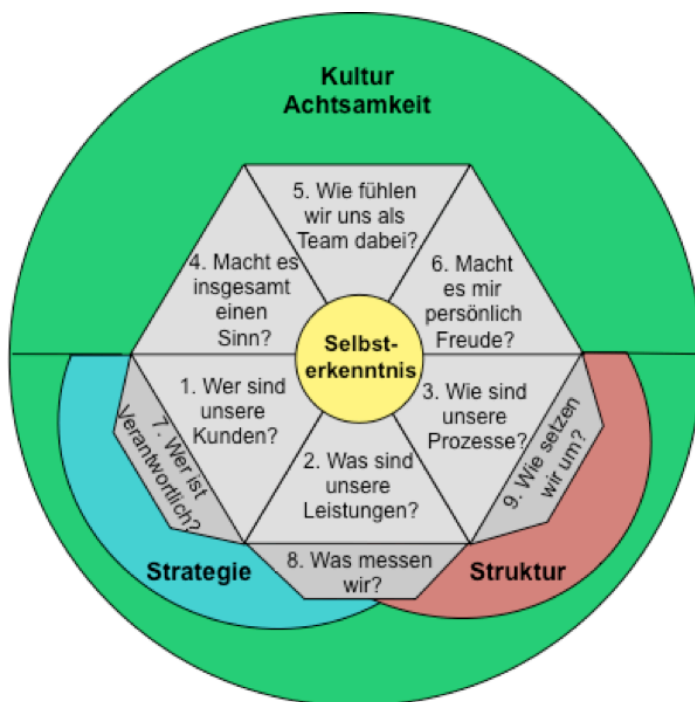 Kultur
Achtsamkeit
5. Wie fühlen
wir uns als
Team dabei?
4. Macht es
insgesamt
einen
Sinn?
6. Macht
es mir
persönlich
Freude?
Selbst-
erkenntnis
1. Wer sind
unsere
Kunden?
3. Wie sind
unsere
Prozesse?
2. Was sind
unsere
Leistungen?
7. Wer ist
Verantwortlich?
9. Wie setzen
wir um?
8. Was messen
wir?
Strategie
Struktur